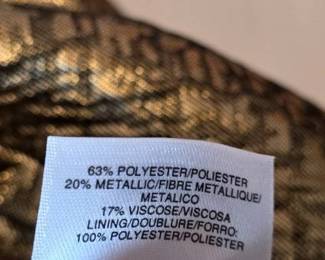 63% POLYESTER/POLIESTER
20% METALLIC/FIBRE METALLIQUE/
METALICO
17% VISCOSE/VISCOSA
LINING/DOUBLURE/FORRO:
100% POLYESTER/POLIESTER